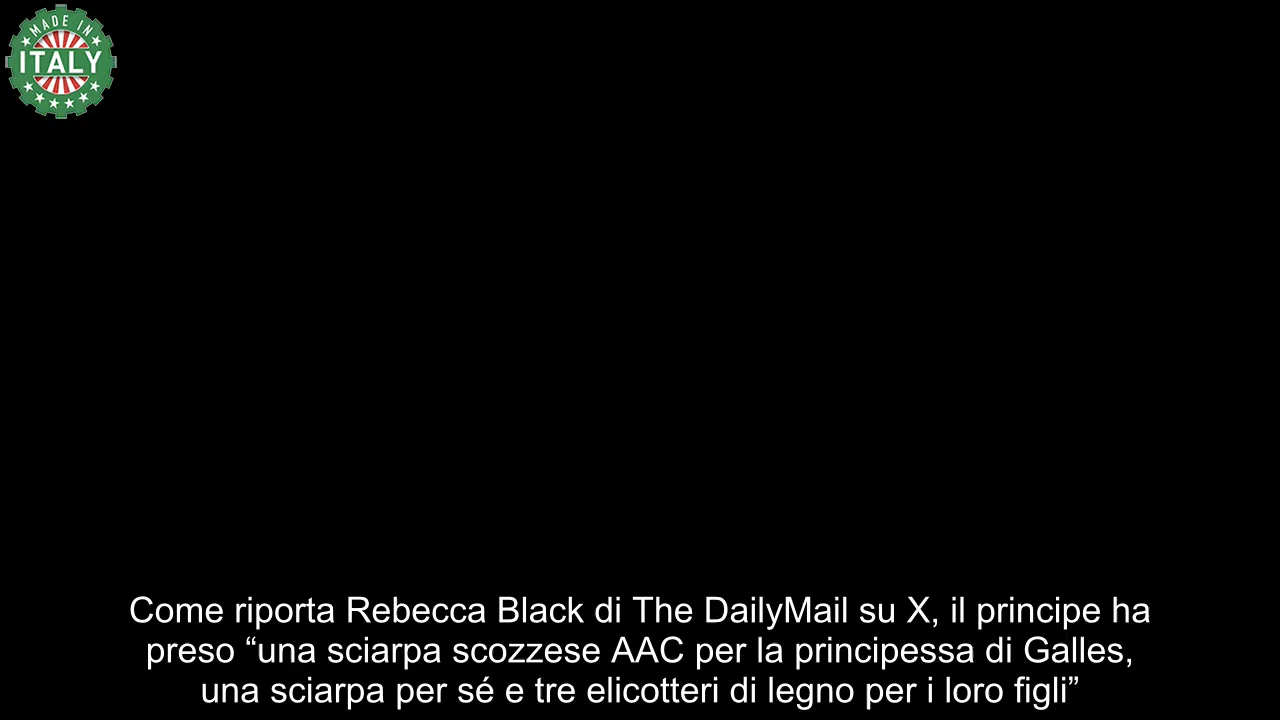 MADE IN
ITALY
Come riporta Rebecca Black di The DailyMail su X, il principe ha
preso “una sciarpa scozzese AAC per la principessa di Galles,
una sciarpa per sé e tre elicotteri di legno per i loro figli”